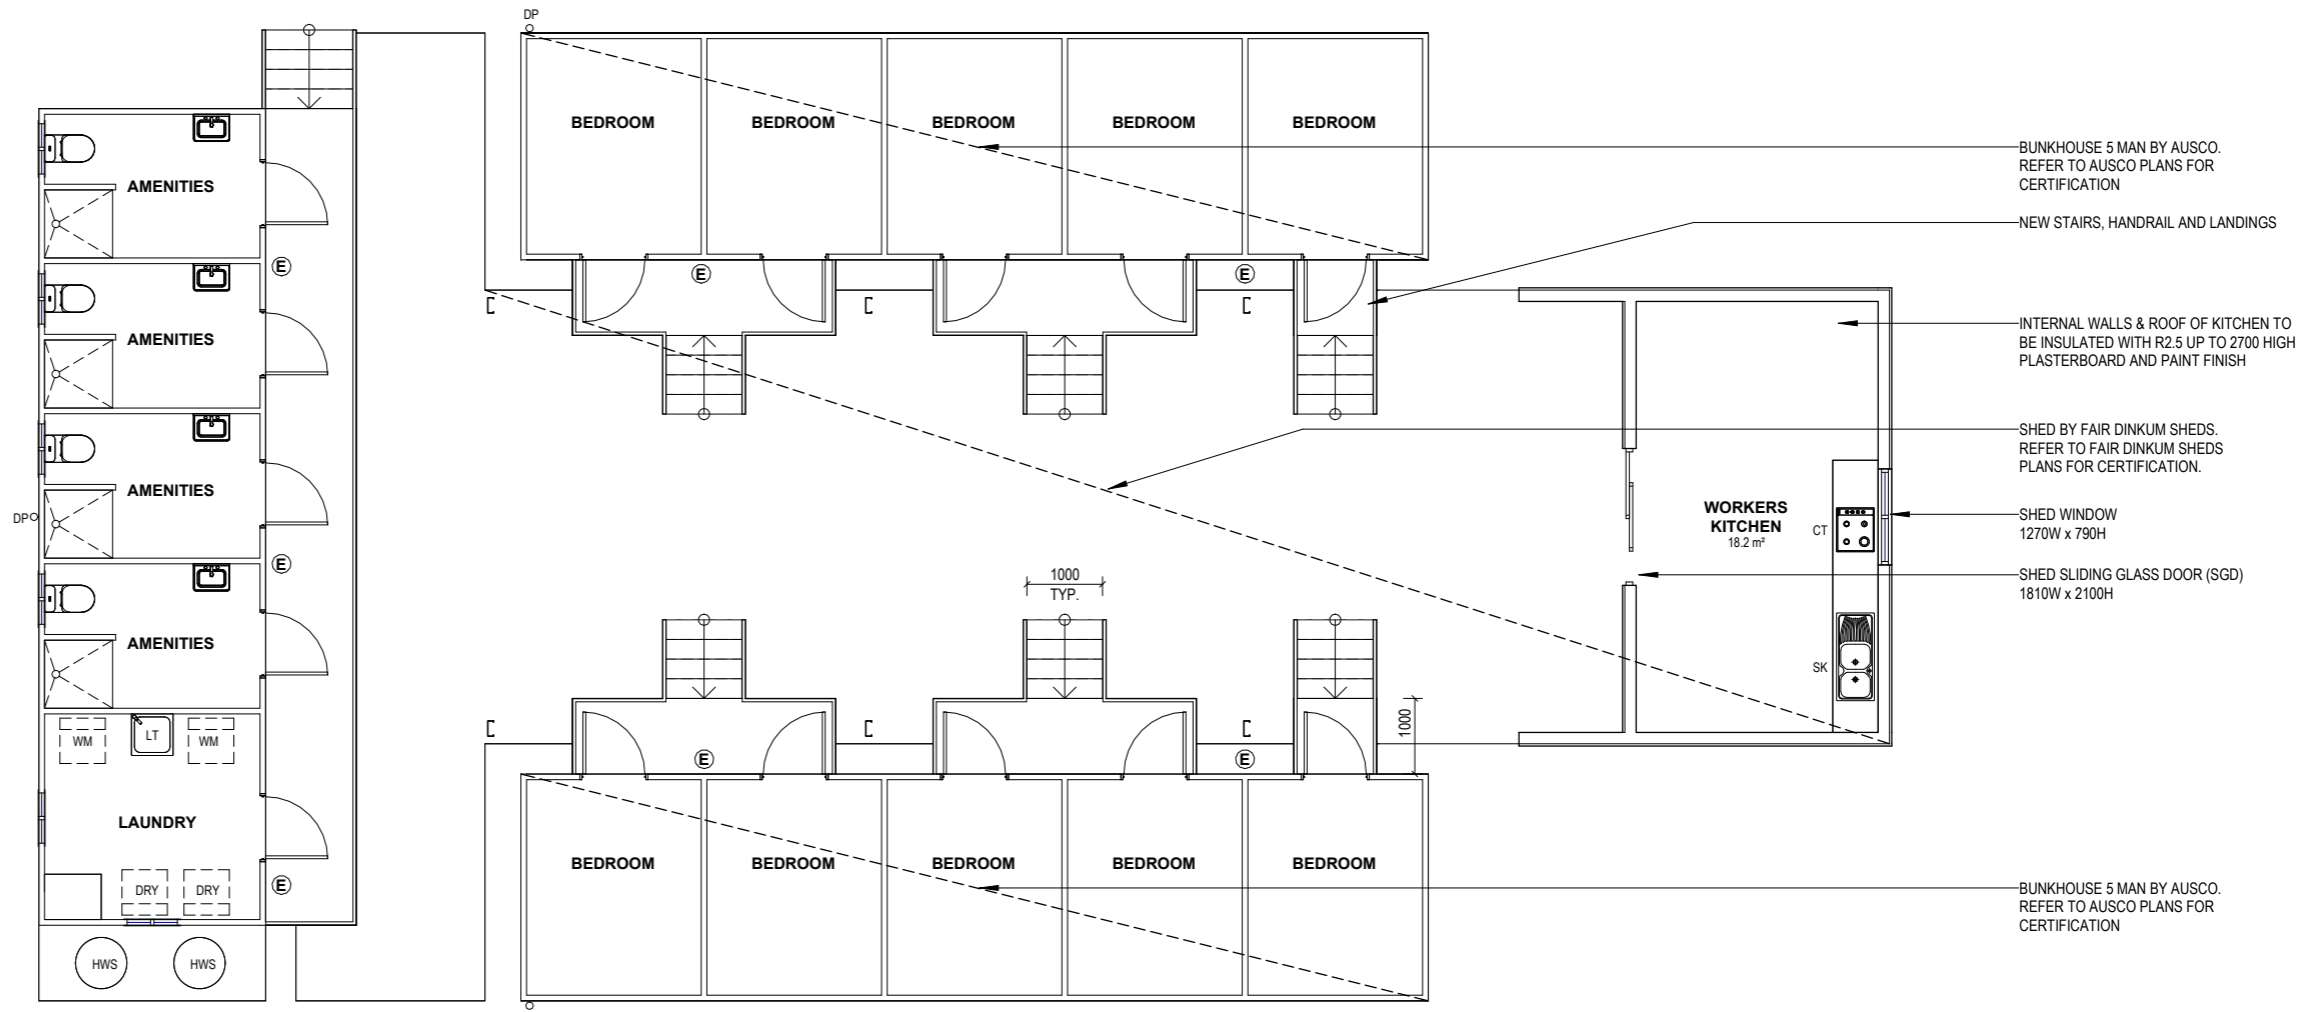 DP
BEDROOM
BEDROOM
BEDROOM
BEDROOM
BEDROOM
BUNKHOUSE 5 MAN BY AUSCO.
REFER TO AUSCO PLANS FOR
CERTIFICATION
NEW STAIRS, HANDRAIL AND LANDINGS
INTERNAL WALLS & ROOF OF KITCHEN TO
BE INSULATED WITH R2.5 UP TO 2700 HIGH
PLASTERBOARD AND PAINT FINISH
SHED BY FAIR DINKUM SHEDS.
REFER TO FAIR DINKUM SHEDS
PLANS FOR CERTIFICATION.
SHED WINDOW
1270W x 790H
SHED SLIDING GLASS DOOR (SGD)
1810W x 2100H
BUNKHOUSE 5 MAN BY AUSCO.
REFER TO AUSCO PLANS FOR
CERTIFICATION
AMENITIES
E
AMENITIES
AMENITIES
DP
E
AMENITIES
WM
LT
WM
LAUNDRY
DRY
DRY
E
HWS
HWS
E
E
WORKERS
KITCHEN
18.2 m²
CT
SK
1000
TYP.
1000
E
E
BEDROOM
BEDROOM
BEDROOM
BEDROOM
BEDROOM